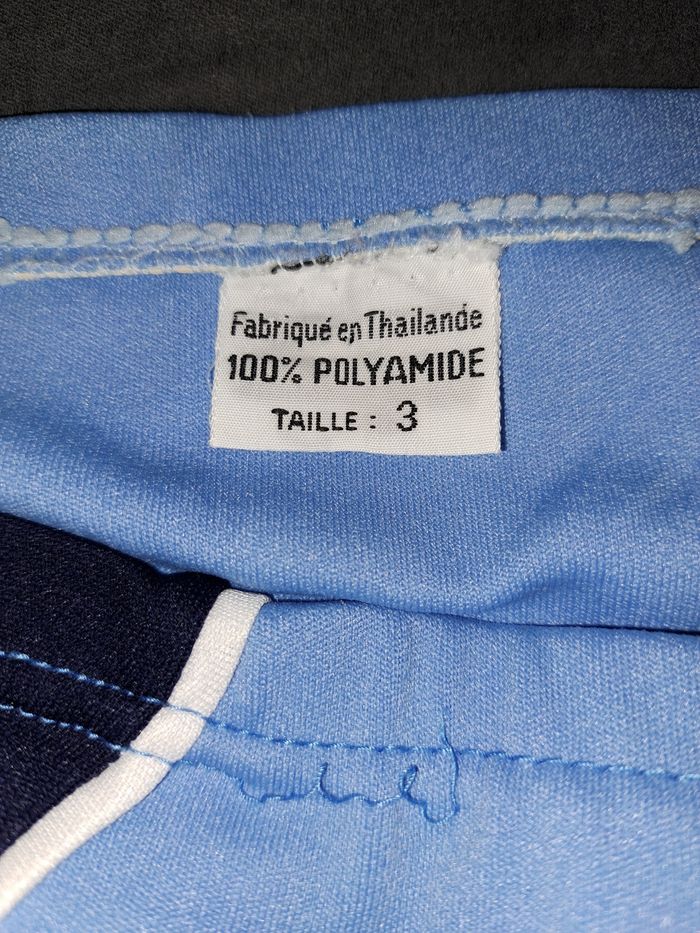 Fabriqué en Thailande
100% POLYAMIDE
TAILLE : 3